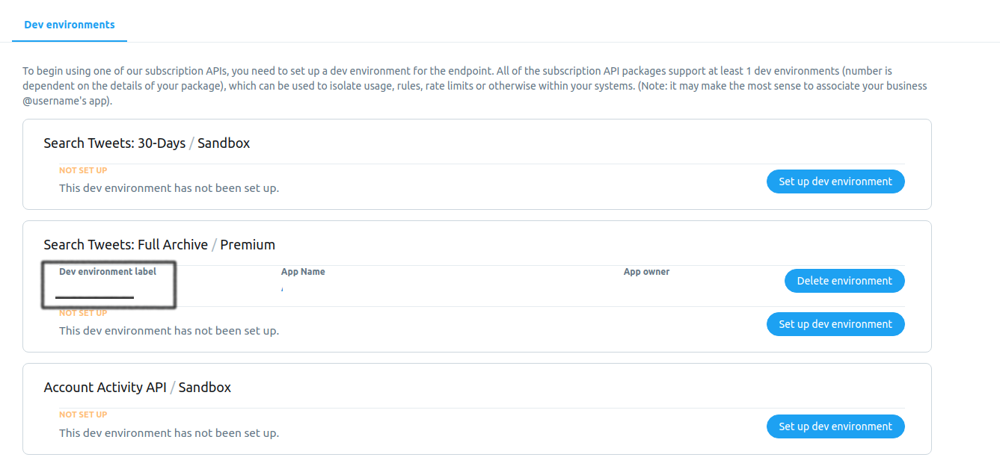 Dev environments
To begin using one of our subscription APIs, you need to set up a dev environment for the endpoint. All of the subscription API packages support at least 1 dev environments (number is
dependent on the details of your package), which can be used to isolate usage, rules, rate limits or otherwise within your systems. (Note: it may make the most sense to associate your business
@username's app).
Search Tweets: 30-Days / Sandbox
NOT SET UP
This dev environment has not been set up.
Set up dev environment
Search Tweets: Full Archive / Premium
Dev environment label
App Name
App owner
Delete environment
NOT SET UP
This dev environment has not been set up.
Set up dev environment
Account Activity API / Sandbox
NOT SET UP
This dev environment has not been set up.
Set up dev environment